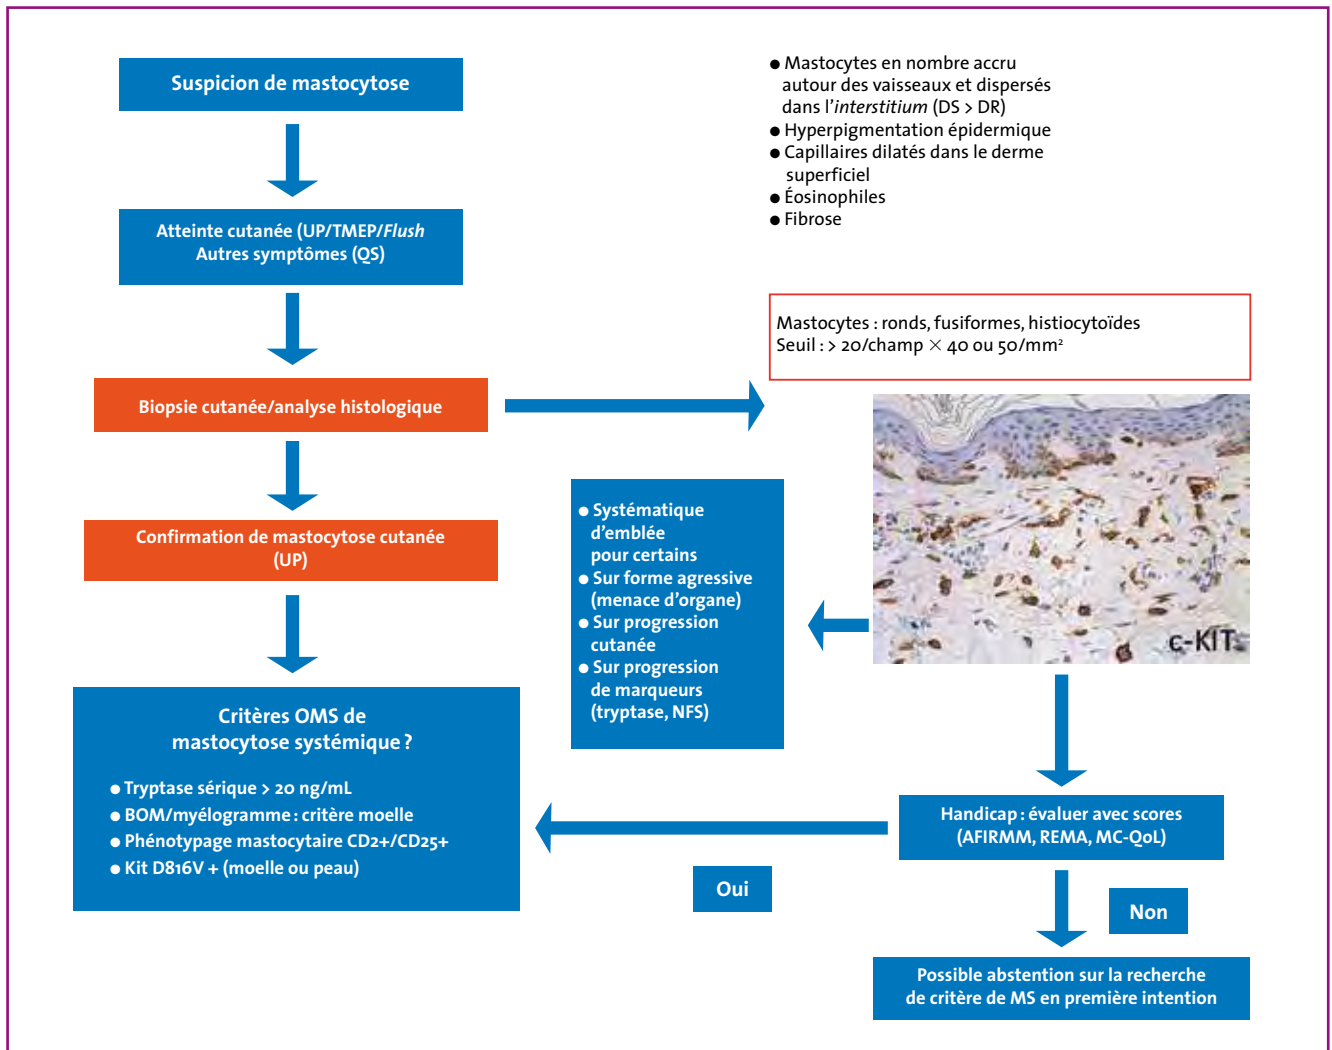 Suspicion de mastocytose
Atteinte cutanée (UP/TMEP/Flush
Autres symptômes (QS)
Biopsie cutanée/analyse histologique
Confirmation de mastocytose cutanée
(UP)
Critères OMS de
mastocytose systémique ?
● Tryptase sérique > 20 ng/mL
● BOM/myélogramme : critère moelle
● Phénotypage mastocytaire CD2+/CD25+
● Kit D816V + (moelle ou peau)
● Mastocytes en nombre accru
autour des vaisseaux et dispersés
dans l'interstitium (DS > DR)
● Hyperpigmentation épidermique
● Capillaires dilatés dans le derme
superficiel
● Éosinophiles
● Fibrose
Mastocytes : ronds, fusiformes, histiocytoïdes
Seuil : > 20/champ × 40 ou 50/mm²
c-KIT
● Systématique
d'emblée
pour certains
● Sur forme agressive
(menace d'organe)
● Sur progression
cutanée
● Sur progression
de marqueurs
(tryptase, NFS)
Handicap : évaluer avec scores
(AFIRMM, REMA, MC-QoL)
Oui
Non
Possible abstention sur la recherche
de critère de MS en première intention